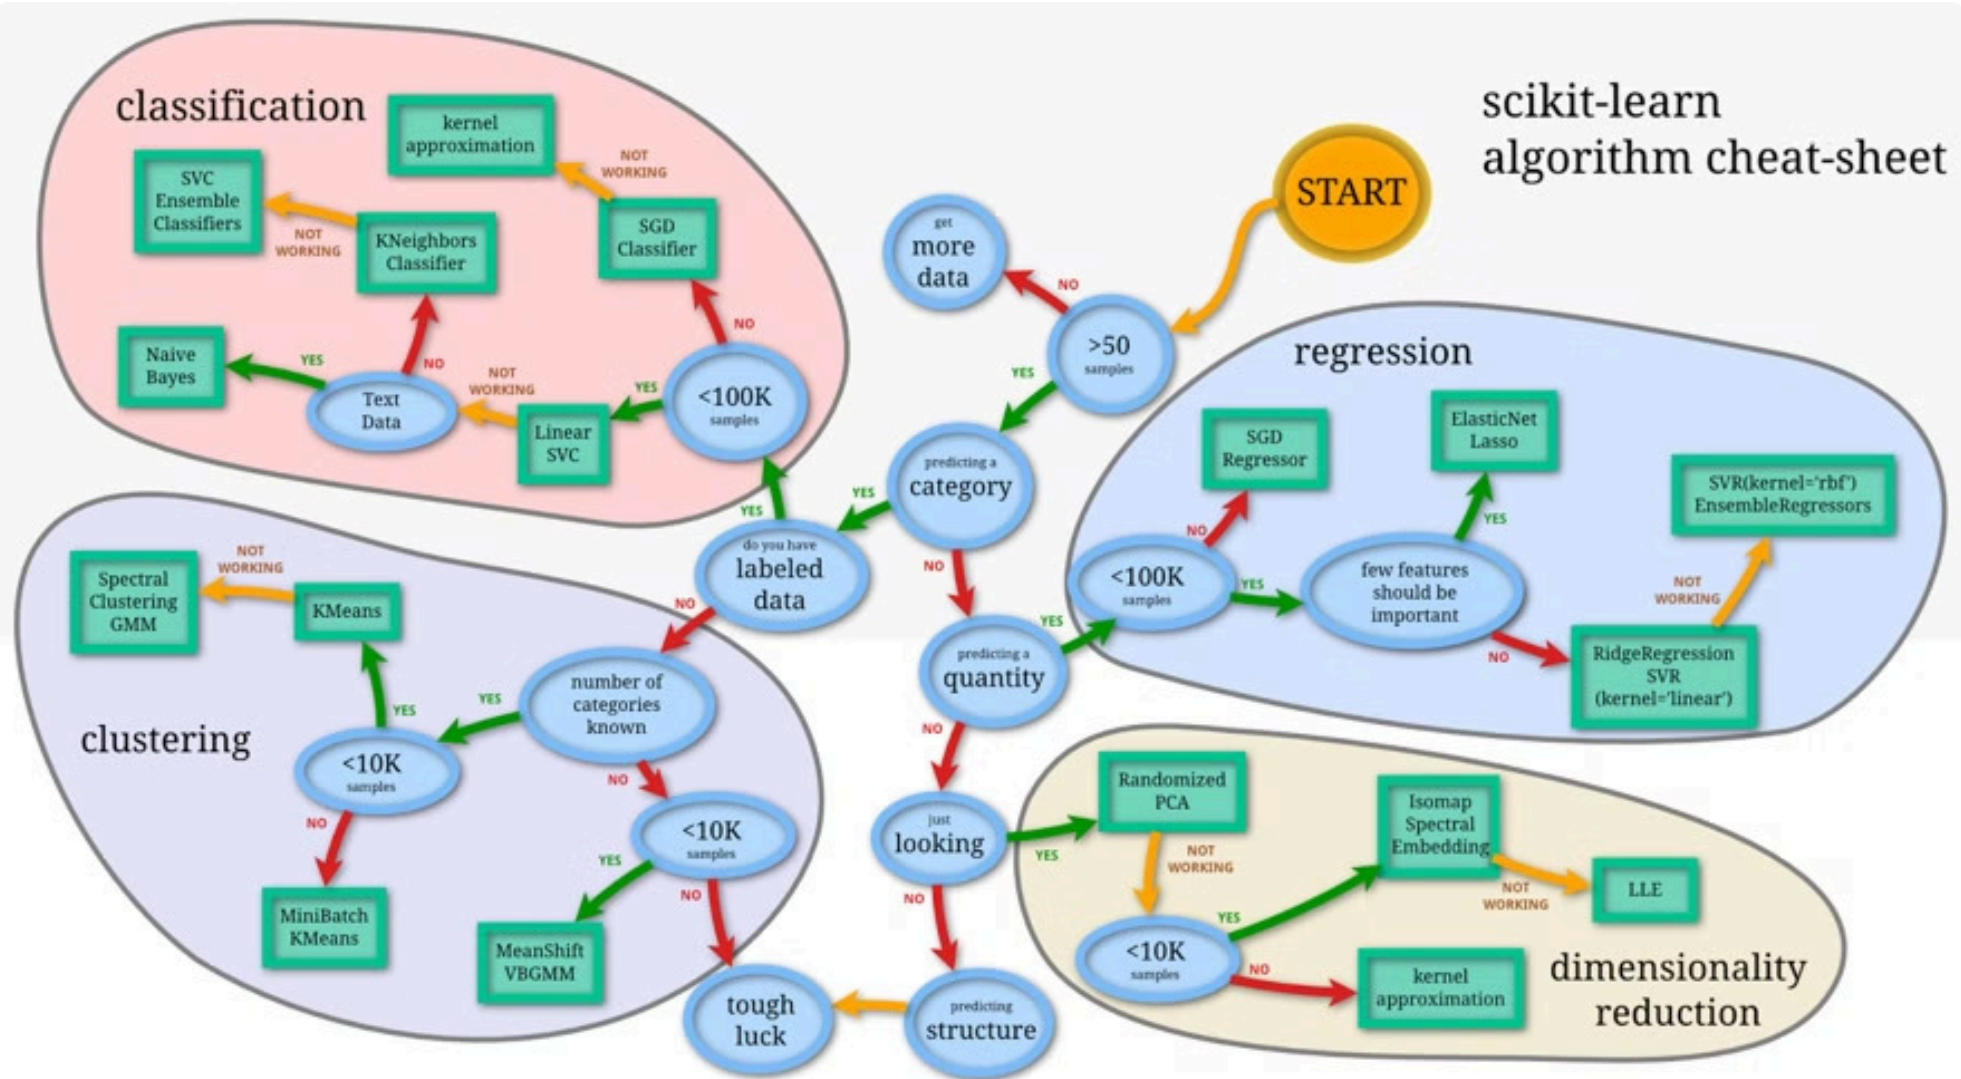 scikit-learn
algorithm cheat-sheet
START
>50
samples
NO
get
more
data
YES
predicting a
category
YES
do you have
labeled
data
NO
predicting a
quantity
YES
NO
just
looking
YES
NO
predicting
structure
tough
luck
classification
YES
<100K
samples
NO
SGD
Classifier
NOT
WORKING
kernel
approximation
YES
Linear
SVC
NOT
WORKING
Text
Data
YES
Naive
Bayes
NO
KNeighbors
Classifier
NOT
WORKING
SVC
Ensemble
Classifiers
clustering
NO
number of
categories
known
YES
<10K
samples
YES
KMeans
NOT
WORKING
Spectral
Clustering
GMM
NO
MiniBatch
KMeans
NO
<10K
samples
YES
MeanShift
VBGMM
NO
regression
<100K
samples
NO
SGD
Regressor
YES
few features
should be
important
YES
ElasticNet
Lasso
NO
RidgeRegression
SVR
(kernel='linear')
NOT
WORKING
SVR(kernel='rbf')
EnsembleRegressors
dimensionality
reduction
Randomized
PCA
NOT
WORKING
<10K
samples
YES
Isomap
Spectral
Embedding
NOT
WORKING
LLE
NO
kernel
approximation